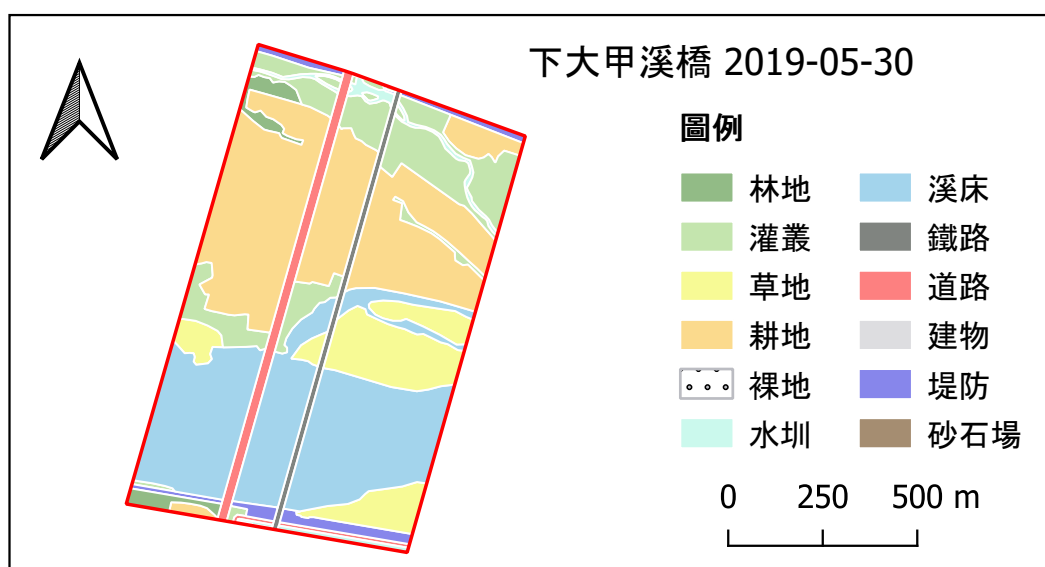 下大甲溪橋 2019-05-30
圖例
林地 溪床
灌叢 鐵路
草地 道路
耕地 建物
裸地 堤防
水圳 砂石場
0 250 500 m